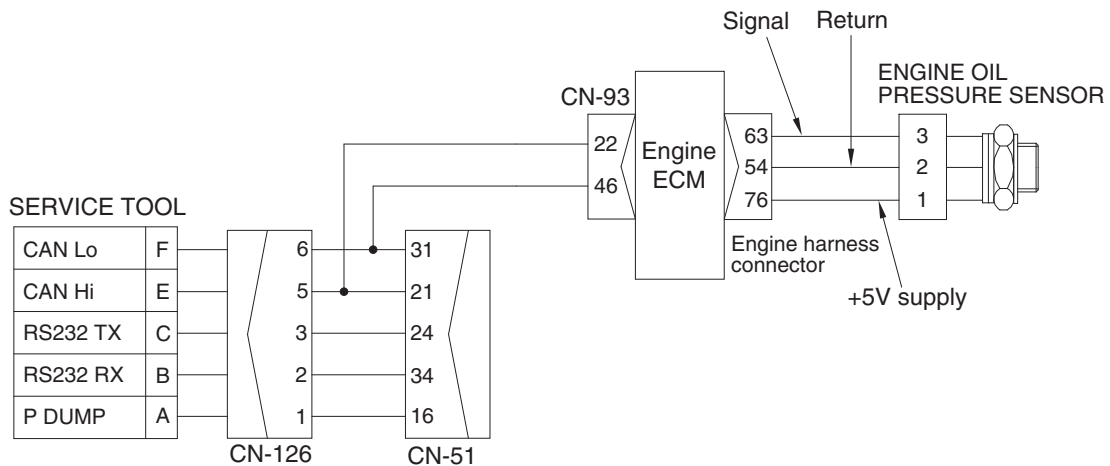 Signal Return
ENGINE OIL
PRESSURE SENSOR
CN-93
22
46
Engine
ECM
63
54
76
3
2
1
Engine harness
connector
+5V supply
SERVICE TOOL
CAN Lo F 6 31
CAN Hi E 5 21
RS232 TX C 3 24
RS232 RX B 2 34
P DUMP A 1 16
CN-126 CN-51